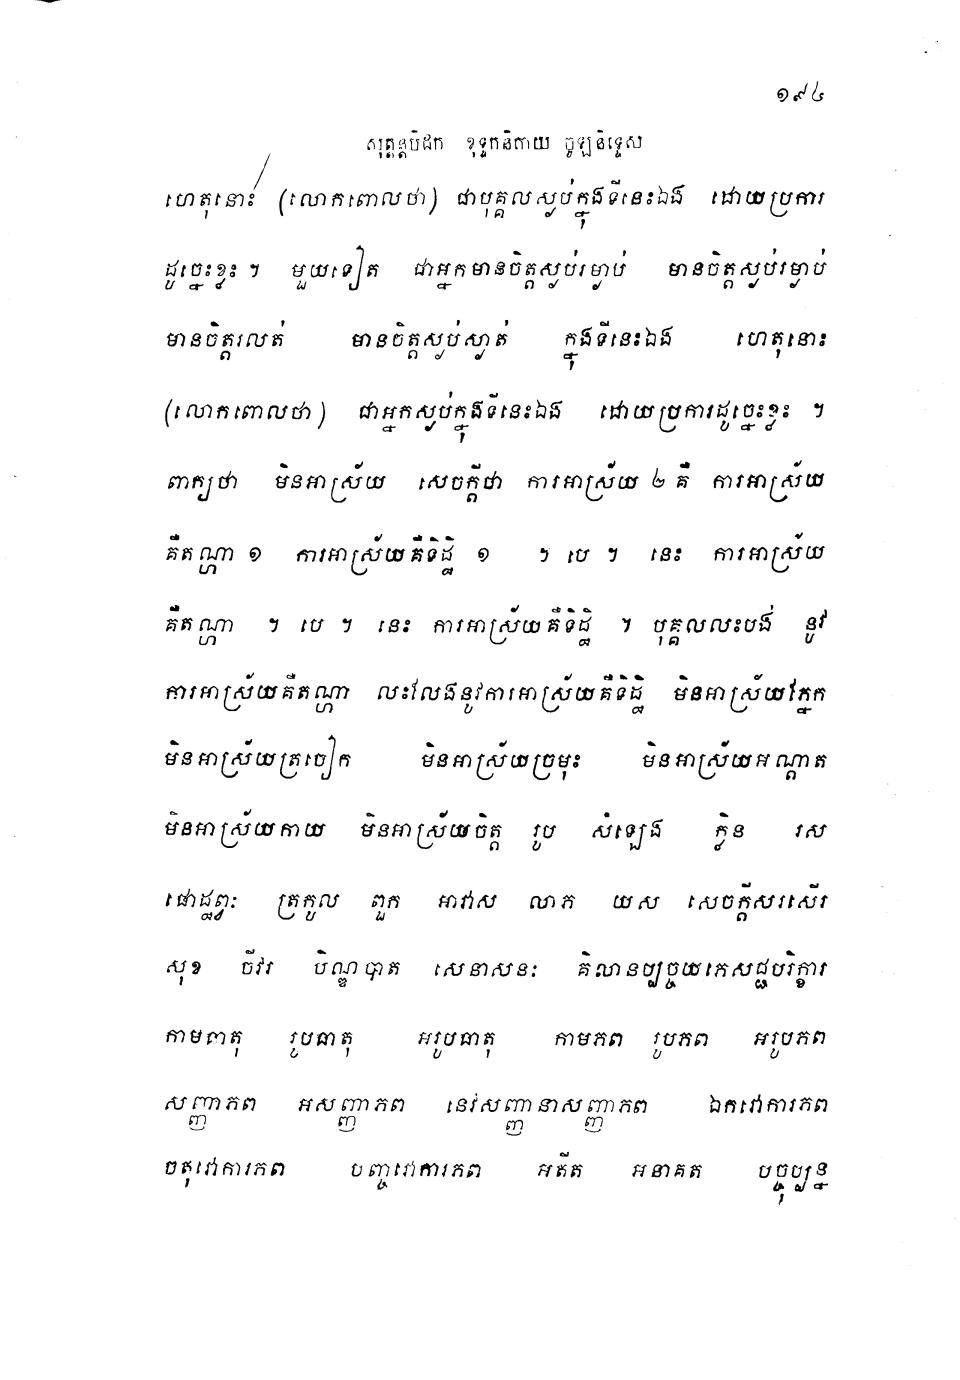 ១៩៤
សុត្តន្តបិដក ខុទ្ទកនិកាយ ចូឡនិទ្ទេស
ហេតុនោះ (លោកពោលថា) ជាបុគ្គលស្ងប់ក្នុងទីនេះឯង ដោយប្រការ
ដូច្នេះខ្លះ ។ មួយទៀត ជាអ្នកមានចិត្តស្ងប់រម្ងាប់ មានចិត្តស្ងប់រម្ងាប់
មានចិត្តរលត់ មានចិត្តស្ងប់ស្ងាត់ ក្នុងទីនេះឯង ហេតុនោះ
(លោកពោលថា) ជាអ្នកស្ងប់ក្នុងទីនេះឯង ដោយប្រការដូច្នេះខ្លះ ។
ពាក្យថា មិនអាស្រ័យ សេចក្តីថា ការអាស្រ័យ ២ គឺ ការអាស្រ័យ
គឺតណ្ហា ១ ការអាស្រ័យគឺទិដ្ឋិ ១ ។ បេ ។ នេះ ការអាស្រ័យ
គឺតណ្ហា ។ បេ ។ នេះ ការអាស្រ័យគឺទិដ្ឋិ ។ បុគ្គលលះបង់ នូវ
ការអាស្រ័យគឺតណ្ហា លះលែងនូវការអាស្រ័យគឺទិដ្ឋិ មិនអាស្រ័យភ្នែក
មិនអាស្រ័យត្រចៀក មិនអាស្រ័យច្រមុះ មិនអាស្រ័យអណ្តាត
មិនអាស្រ័យកាយ មិនអាស្រ័យចិត្ត រូប សំឡេង ក្លិន រស
ផោដ្ឋព្វៈ ត្រកូល ពួក អាវាស លាភ យស សេចក្តីសរសើរ
សុខ ចីវរ បិណ្ឌបាត សេនាសនៈ គិលានប្បច្ចយភេសជ្ជបរិក្ខារ
កាមធាតុ រូបធាតុ អរូបធាតុ កាមភព រូបភព អរូបភព
សញ្ញាភព អសញ្ញាភព នេវសញ្ញានាសញ្ញាភព ឯកវោការភព
ចតុវោការភព បញ្ចវោការភព អតីត អនាគត បច្ចុប្បន្ន